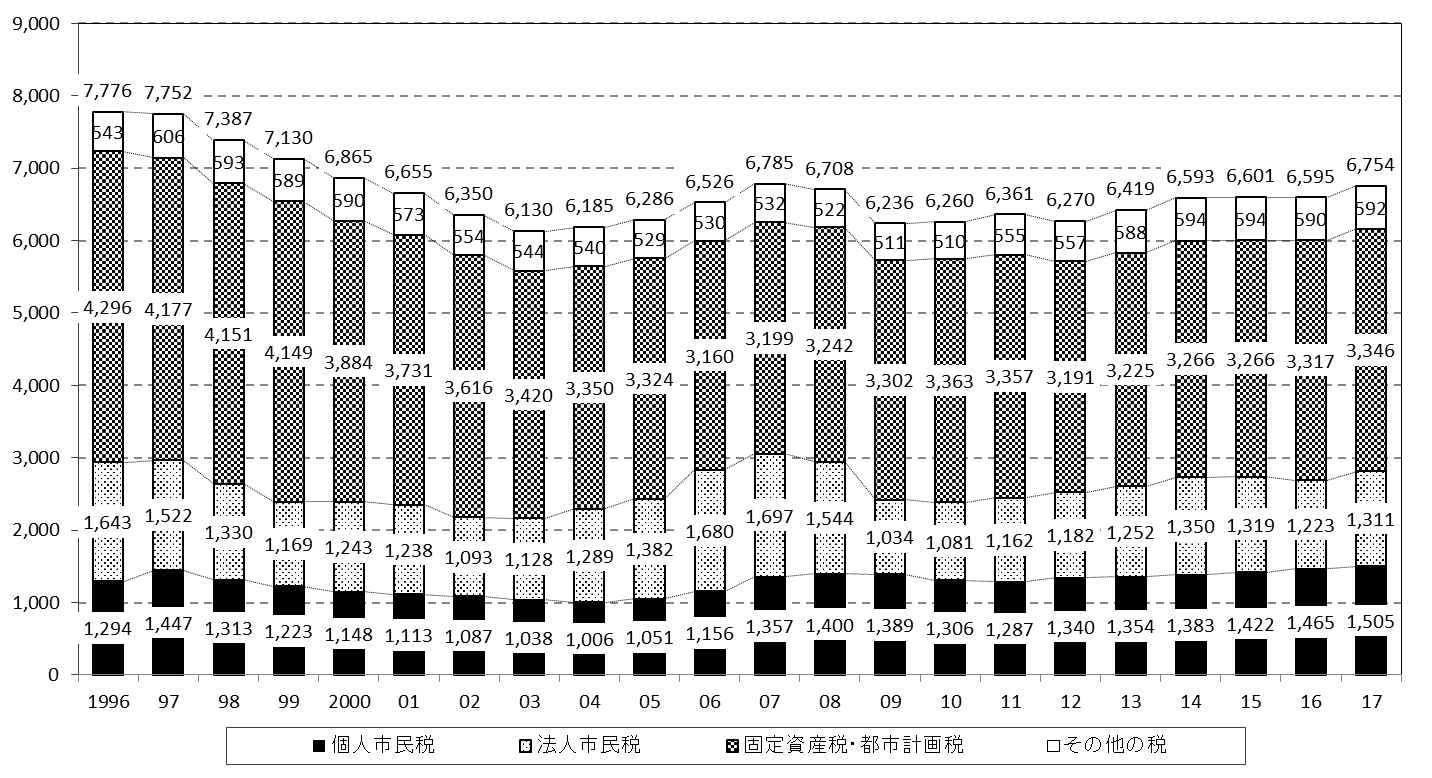 9,000
8,000
7,000
6,000
5,000
4,000
3,000
2,000
1,000
0
7,776 7,752 7,387 7,130 6,865 6,655 6,350 6,130 6,185 6,286 6,526 6,785 6,708 6,236 6,260 6,361 6,270 6,419 6,593 6,601 6,595 6,754
543 606 593 589 590 573 554 544 540 529 530 532 522 511 510 555 557 588 594 594 590 592
4,296 4,177 4,151 4,149 3,884 3,731 3,616 3,420 3,350 3,324 3,160 3,199 3,242 3,302 3,363 3,357 3,191 3,225 3,266 3,266 3,317 3,346
1,643 1,522 1,330 1,169 1,243 1,238 1,093 1,128 1,289 1,382 1,680 1,697 1,544 1,034 1,081 1,162 1,182 1,252 1,350 1,319 1,223 1,311
1,294 1,447 1,313 1,223 1,148 1,113 1,087 1,038 1,006 1,051 1,156 1,357 1,400 1,389 1,306 1,287 1,340 1,354 1,383 1,422 1,465 1,505
1996 97 98 99 2000 01 02 03 04 05 06 07 08 09 10 11 12 13 14 15 16 17
個人市民税 法人市民税 固定資産税・都市計画税 その他の税